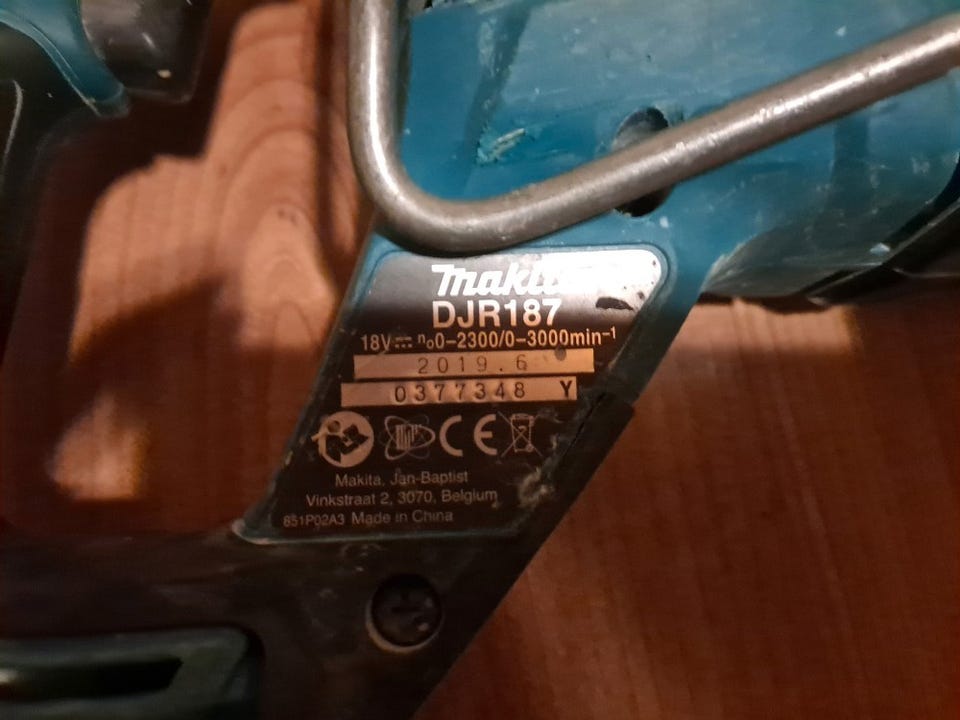 makita
DJR187
18V⎓ n₀0-2300/0-3000min⁻¹
2019.6
0377348 Y
CE
Makita, Jan-Baptist
Vinkstraat 2, 3070, Belgium
851P02A3 Made in China